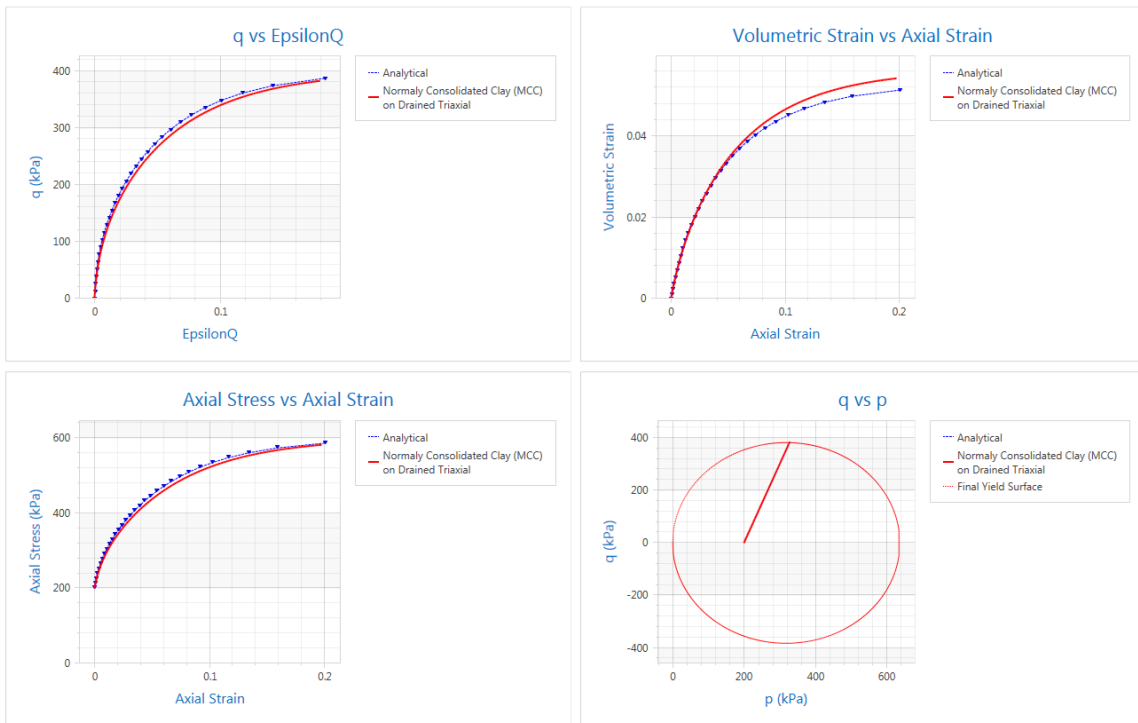 q vs EpsilonQ
400
300
200
100
0
0
0.1
q (kPa)
EpsilonQ
Analytical
Normaly Consolidated Clay (MCC)
on Drained Triaxial
Volumetric Strain vs Axial Strain
0.04
0.02
0
0
0.1
0.2
Volumetric Strain
Axial Strain
Analytical
Normaly Consolidated Clay (MCC)
on Drained Triaxial
Axial Stress vs Axial Strain
600
400
200
0
0
0.1
0.2
Axial Stress (kPa)
Axial Strain
Analytical
Normaly Consolidated Clay (MCC)
on Drained Triaxial
q vs p
400
200
0
-200
-400
0
200
400
600
q (kPa)
p (kPa)
Analytical
Normaly Consolidated Clay (MCC)
on Drained Triaxial
Final Yield Surface